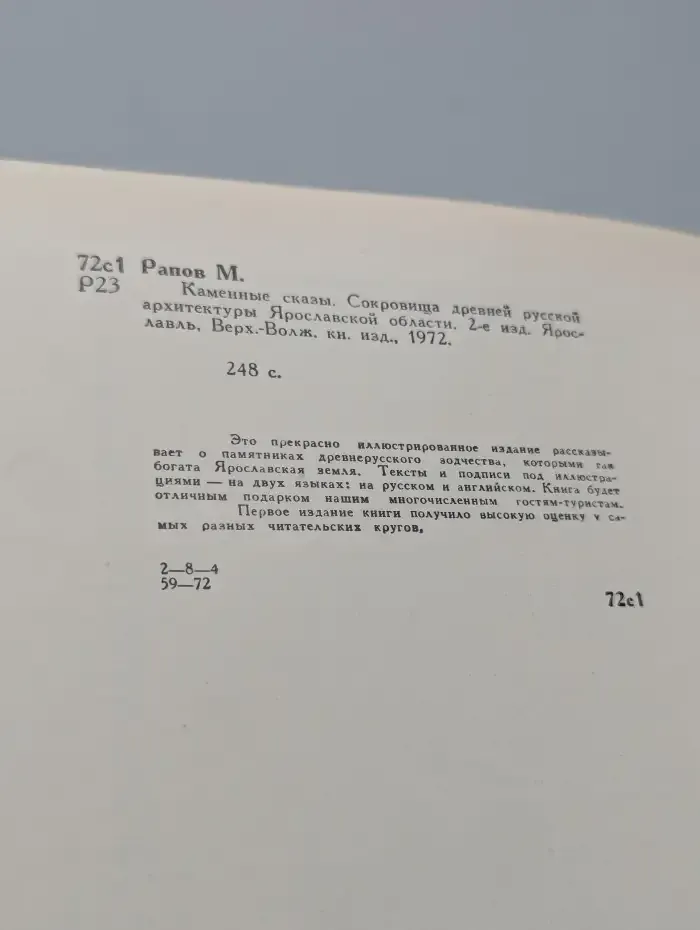 72с1 Рапов М.
Р23 Каменные сказы. Сокровища древней русской
архитектуры Ярославской области. 2-е изд. Ярос-
лавль, Верх.-Волж. кн. изд., 1972.
248 с.
Это прекрасно иллюстрированное издание рассказы-
вает о памятниках древнерусского зодчества, которыми так
богата Ярославская земля. Тексты и подписи под иллюстра-
циями — на двух языках: на русском и английском. Книга будет
отличным подарком нашим многочисленным гостям-туристам.
Первое издание книги получило высокую оценку у са-
мых разных читательских кругов.
2—8—4
59—72
72с1